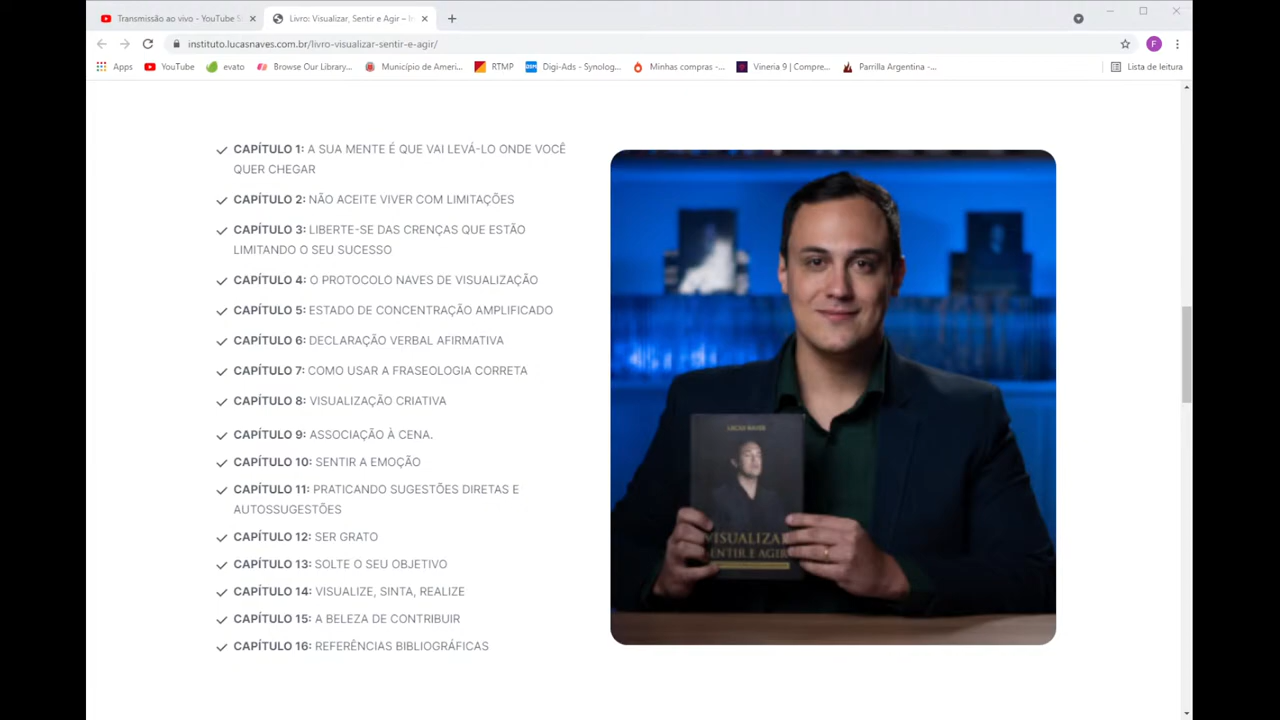 Transmissão ao vivo - YouTube S
Livro: Visualizar, Sentir e Agir – In
instituto.lucasnaves.com.br/livro-visualizar-sentir-e-agir/
F
Apps
YouTube
evato
Browse Our Library...
Município de Ameri...
RTMP
DSM
Digi-Ads - Synolog...
Minhas compras -...
Vineria 9 | Compre...
Parrilla Argentina -...
Lista de leitura
CAPÍTULO 1: A SUA MENTE É QUE VAI LEVÁ-LO ONDE VOCÊ
QUER CHEGAR
CAPÍTULO 2: NÃO ACEITE VIVER COM LIMITAÇÕES
CAPÍTULO 3: LIBERTE-SE DAS CRENÇAS QUE ESTÃO
LIMITANDO O SEU SUCESSO
CAPÍTULO 4: O PROTOCOLO NAVES DE VISUALIZAÇÃO
CAPÍTULO 5: ESTADO DE CONCENTRAÇÃO AMPLIFICADO
CAPÍTULO 6: DECLARAÇÃO VERBAL AFIRMATIVA
CAPÍTULO 7: COMO USAR A FRASEOLOGIA CORRETA
CAPÍTULO 8: VISUALIZAÇÃO CRIATIVA
CAPÍTULO 9: ASSOCIAÇÃO À CENA.
CAPÍTULO 10: SENTIR A EMOÇÃO
CAPÍTULO 11: PRATICANDO SUGESTÕES DIRETAS E
AUTOSSUGESTÕES
CAPÍTULO 12: SER GRATO
CAPÍTULO 13: SOLTE O SEU OBJETIVO
CAPÍTULO 14: VISUALIZE, SINTA, REALIZE
CAPÍTULO 15: A BELEZA DE CONTRIBUIR
CAPÍTULO 16: REFERÊNCIAS BIBLIOGRÁFICAS
LUCAS NAVES
VISUALIZAR
SENTIR E AGIR